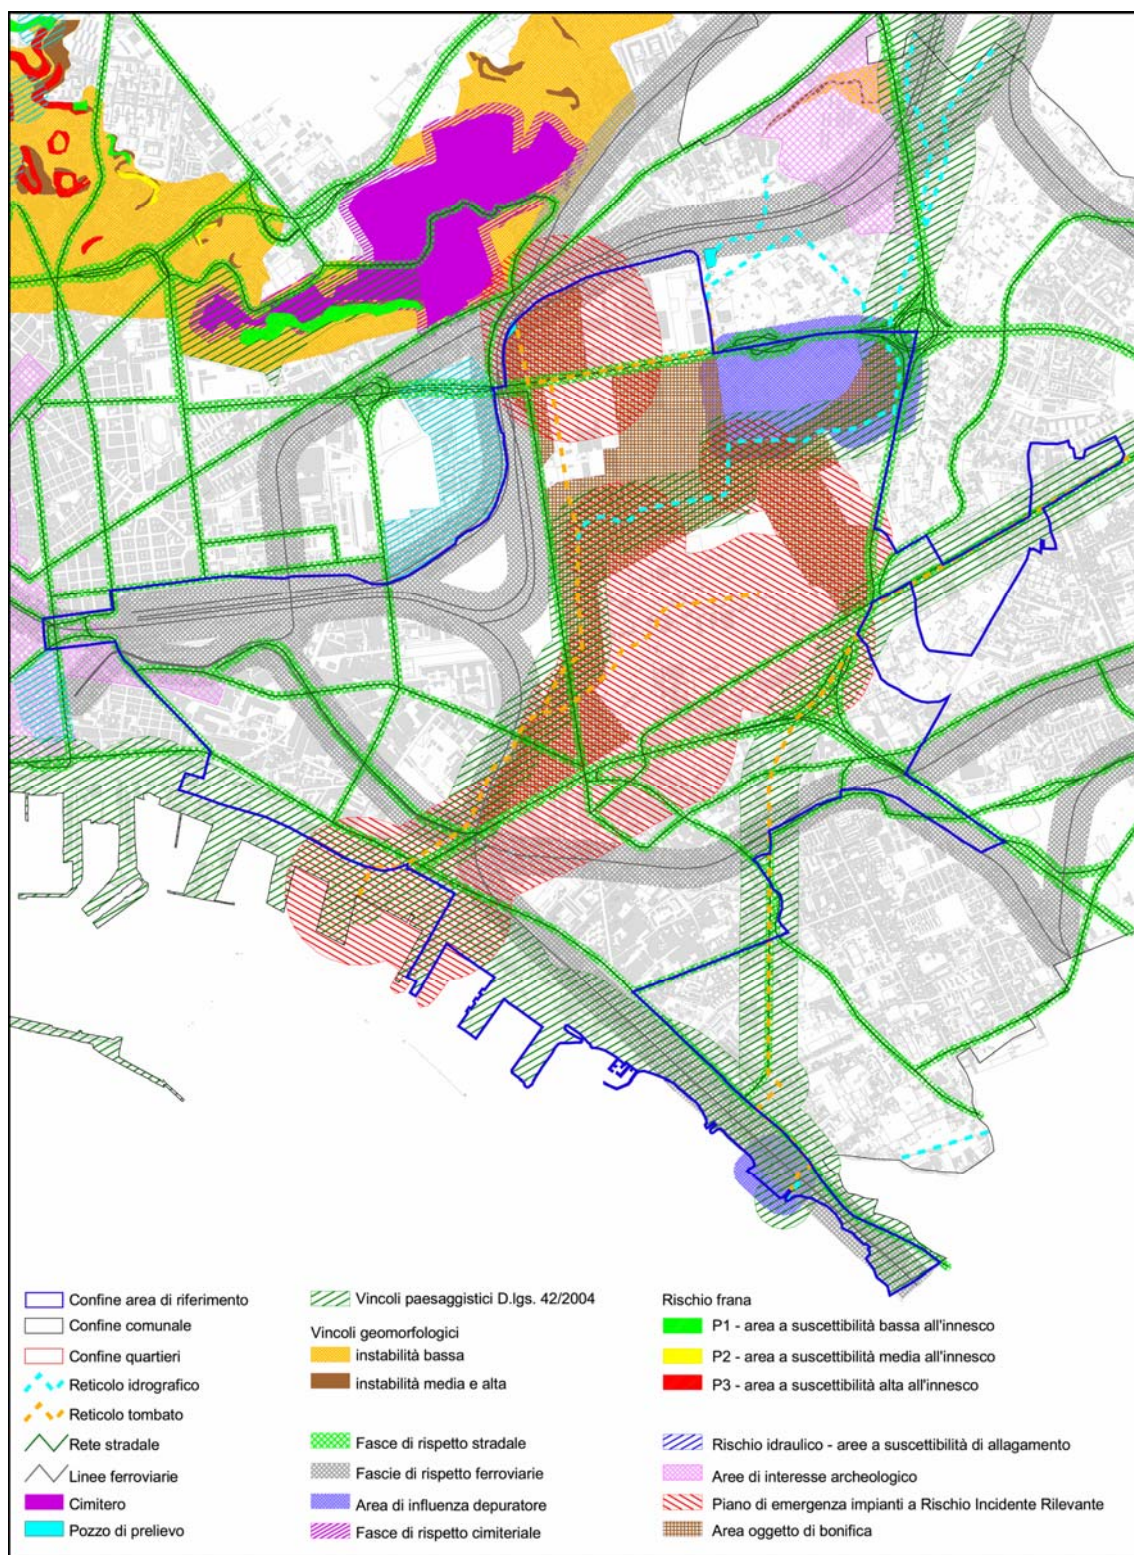 Confine area di riferimento
Confine comunale
Confine quartieri
Reticolo idrografico
Reticolo tombato
Rete stradale
Linee ferroviarie
Cimitero
Pozzo di prelievo
Vincoli paesaggistici D.lgs. 42/2004
Vincoli geomorfologici
instabilità bassa
instabilità media e alta
Fasce di rispetto stradale
Fascie di rispetto ferroviarie
Area di influenza depuratore
Fasce di rispetto cimiteriale
Rischio frana
P1 - area a suscettibilità bassa all'innesco
P2 - area a suscettibilità media all'innesco
P3 - area a suscettibilità alta all'innesco
Rischio idraulico - aree a suscettibilità di allagamento
Aree di interesse archeologico
Piano di emergenza impianti a Rischio Incidente Rilevante
Area oggetto di bonifica